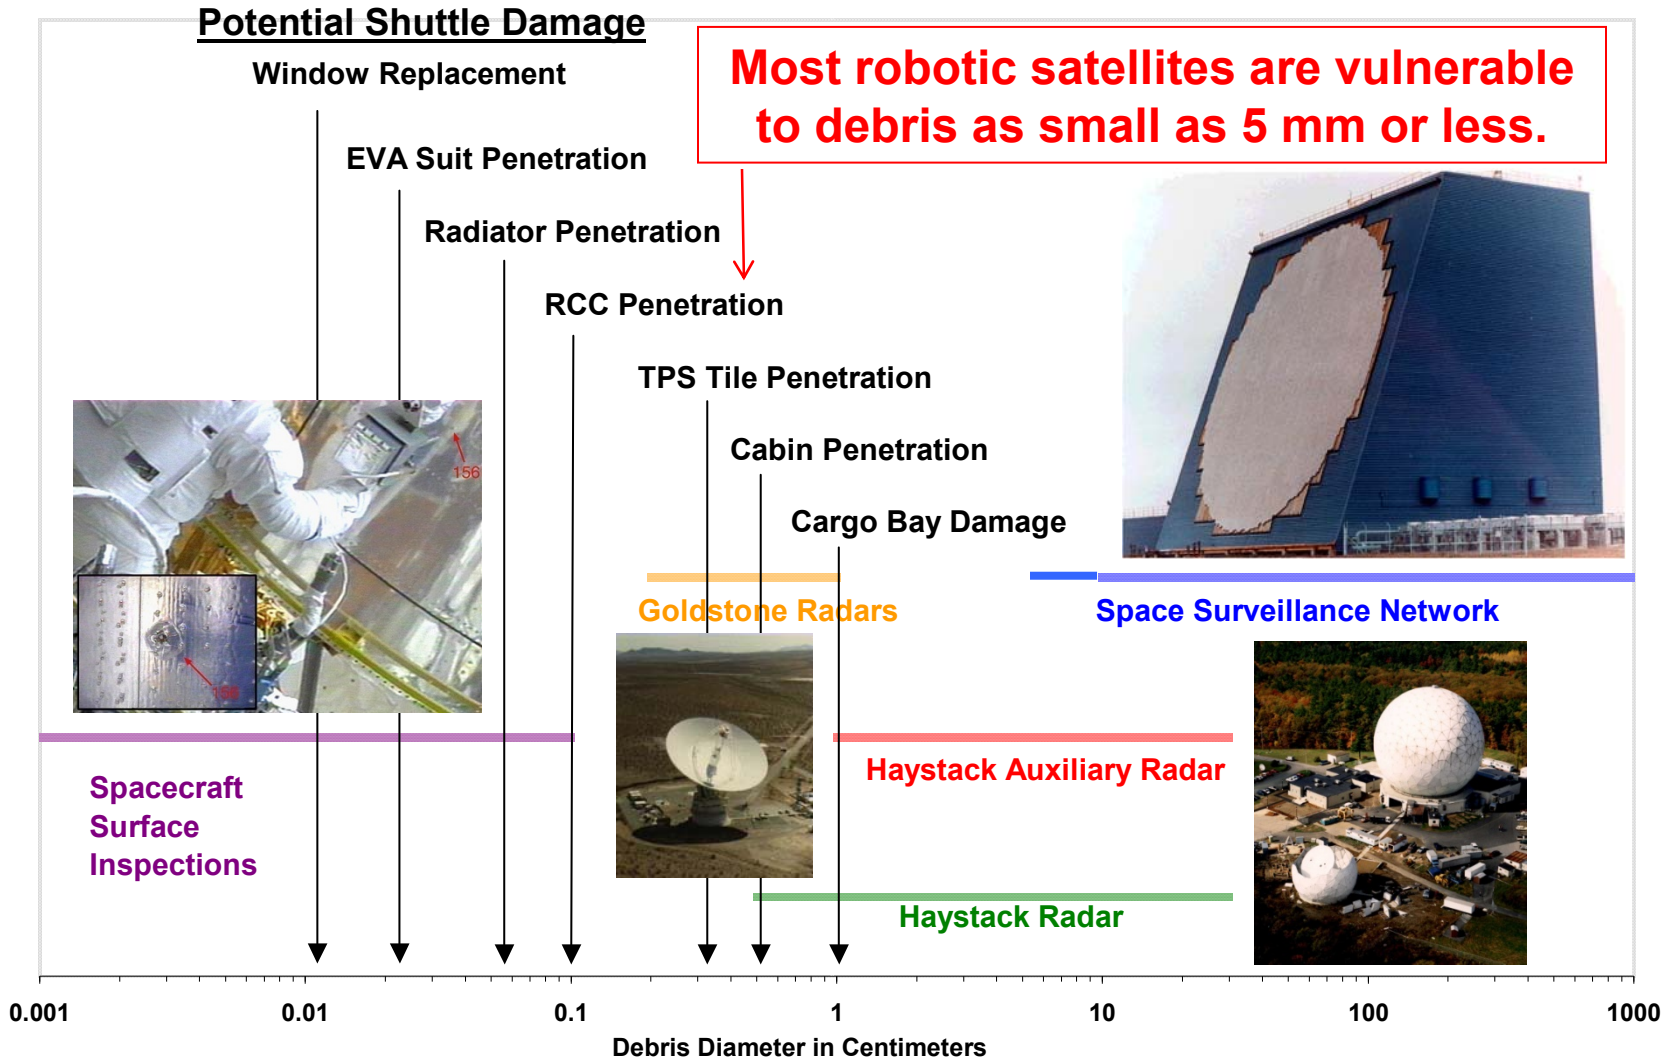 Potential Shuttle Damage
Window Replacement
Most robotic satellites are vulnerable
to debris as small as 5 mm or less.
EVA Suit Penetration
Radiator Penetration
RCC Penetration
TPS Tile Penetration
Cabin Penetration
156
Cargo Bay Damage
Goldstone Radars
Space Surveillance Network
156
Haystack Auxiliary Radar
Spacecraft
Surface
Inspections
Haystack Radar
0.001 0.01 0.1 1 10 100 1000
Debris Diameter in Centimeters